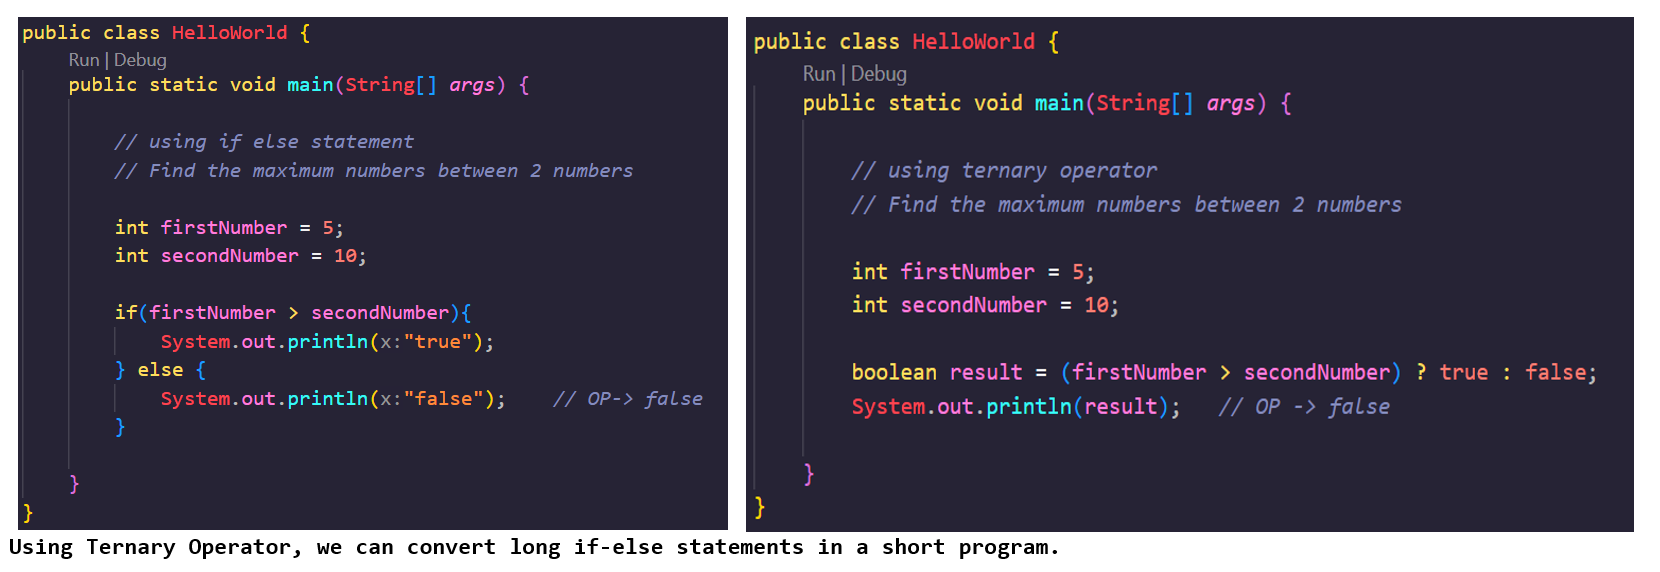 public class HelloWorld {
Run | Debug
public static void main(String[] args) {
// using if else statement
// Find the maximum numbers between 2 numbers
int firstNumber = 5;
int secondNumber = 10;
if(firstNumber > secondNumber){
System.out.println(x:"true");
} else {
System.out.println(x:"false");    // OP-> false
}
}
}
public class HelloWorld {
Run | Debug
public static void main(String[] args) {
// using ternary operator
// Find the maximum numbers between 2 numbers
int firstNumber = 5;
int secondNumber = 10;
boolean result = (firstNumber > secondNumber) ? true : false;
System.out.println(result);   // OP -> false
}
}
Using Ternary Operator, we can convert long if-else statements in a short program.